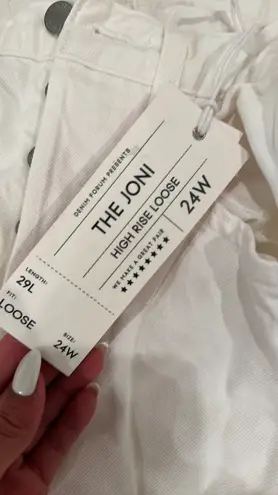 DENIM FORUM PRESENTS
THE JONI
HIGH RISE LOOSE
24W
WE MAKE A GREAT PAIR
★★★★★★★
LENGTH:
29L
FIT:
LOOSE
SIZE:
24W